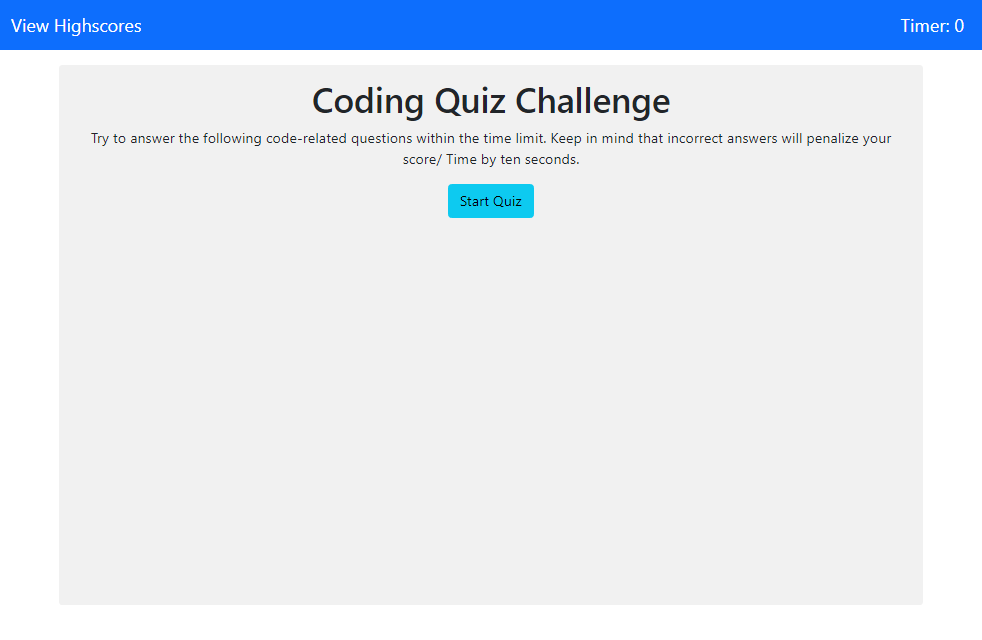 View Highscores
Timer: 0
Coding Quiz Challenge
Try to answer the following code-related questions within the time limit. Keep in mind that incorrect answers will penalize your
score/ Time by ten seconds.
Start Quiz